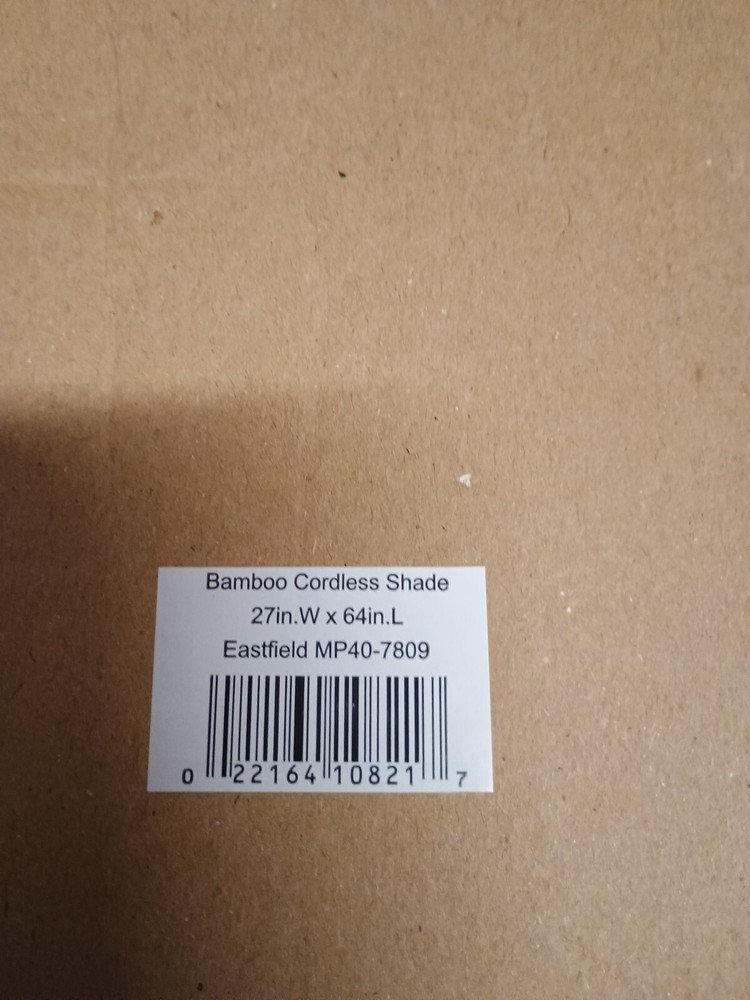 Bamboo Cordless Shade
27in.W x 64in.L
Eastfield MP40-7809
0 22164 10821 7